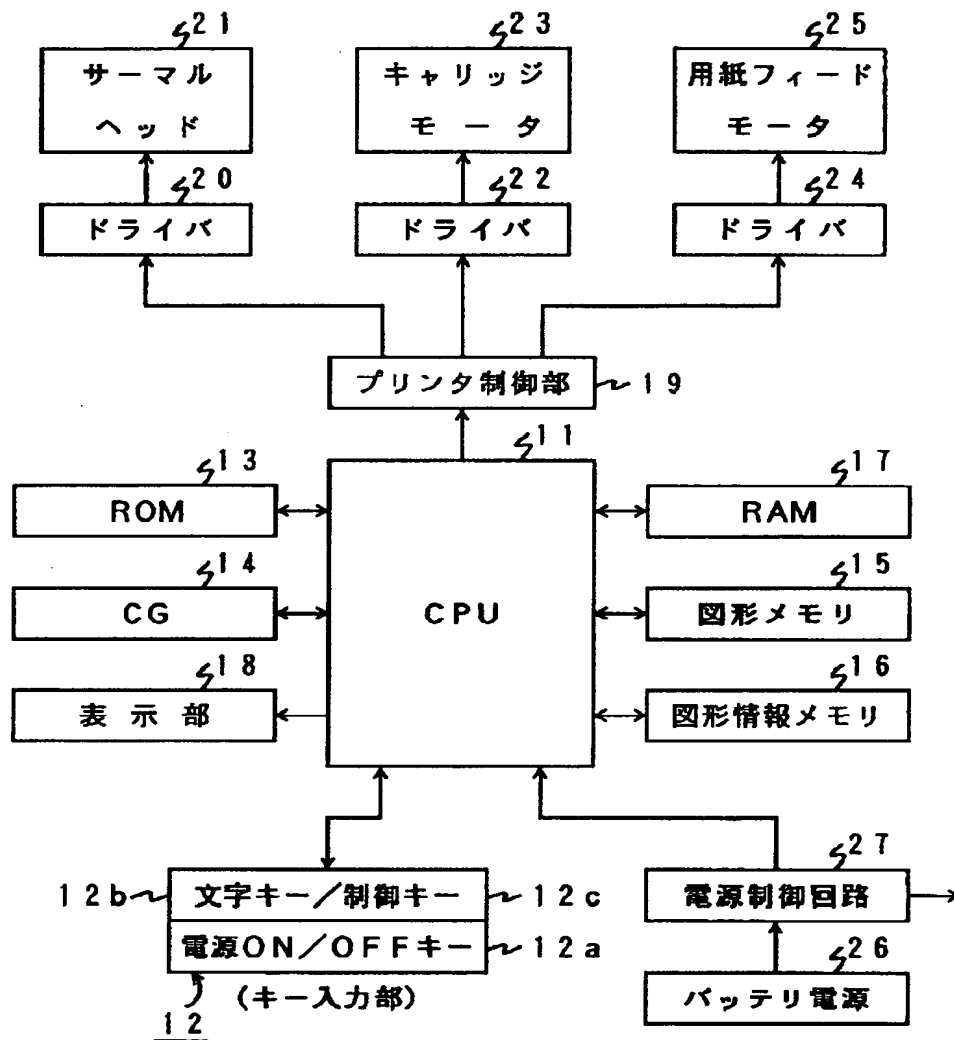 21
サーマル
ヘッド
23
キャリッジ
モータ
25
用紙フィード
モータ
20
ドライバ
22
ドライバ
24
ドライバ
プリンタ制御部
19
11
CPU
13
ROM
14
CG
18
表示部
17
RAM
15
図形メモリ
16
図形情報メモリ
12b
文字キー/制御キー
12c
電源ON/OFFキー
12a
(キー入力部)
12
27
電源制御回路
26
バッテリ電源